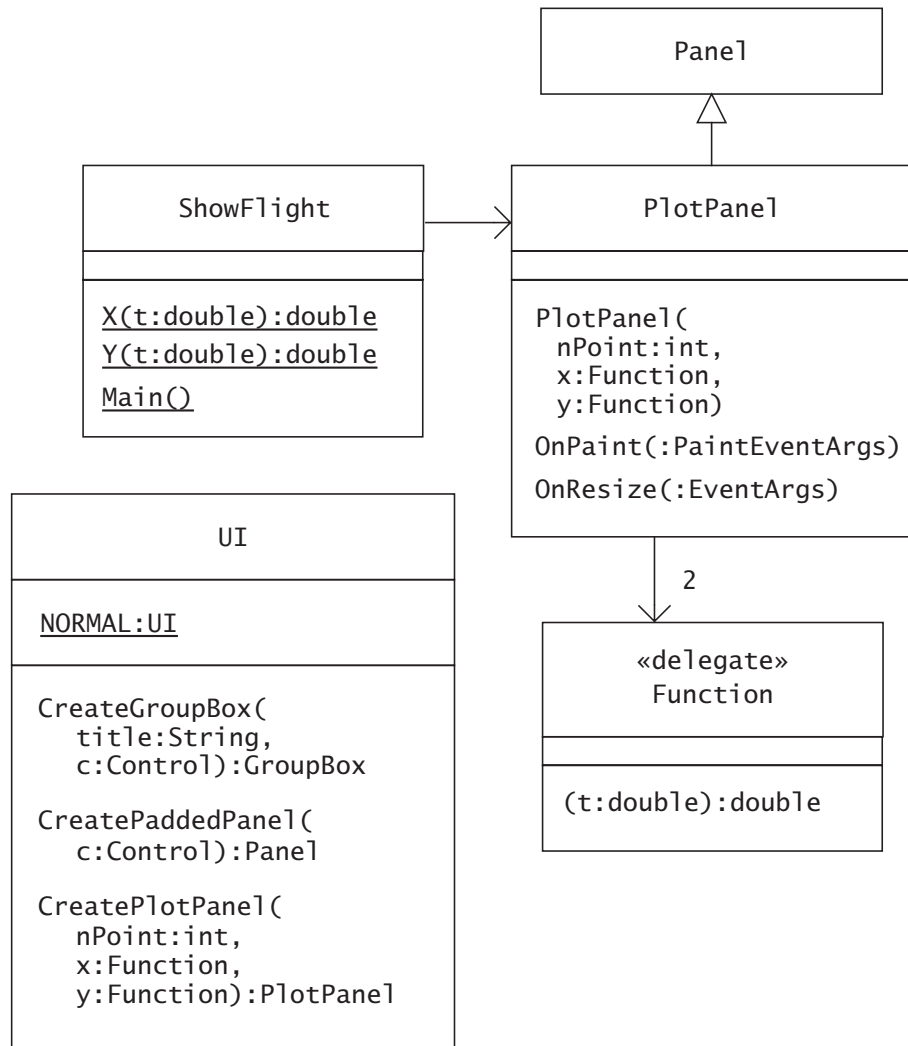 Panel
ShowFlight
X(t:double):double
Y(t:double):double
Main()
PlotPanel
PlotPanel(
nPoint:int,
x:Function,
y:Function)
OnPaint(:PaintEventArgs)
OnResize(:EventArgs)
2
UI
NORMAL:UI
CreateGroupBox(
title:String,
c:Control):GroupBox
CreatePaddedPanel(
c:Control):Panel
CreatePlotPanel(
nPoint:int,
x:Function,
y:Function):PlotPanel
«delegate»
Function
(t:double):double